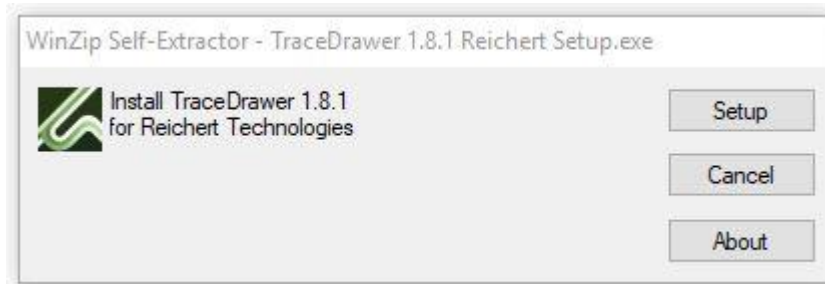 WinZip Self-Extractor - TraceDrawer 1.8.1 Reichert Setup.exe
Install TraceDrawer 1.8.1
for Reichert Technologies
Setup
Cancel
About